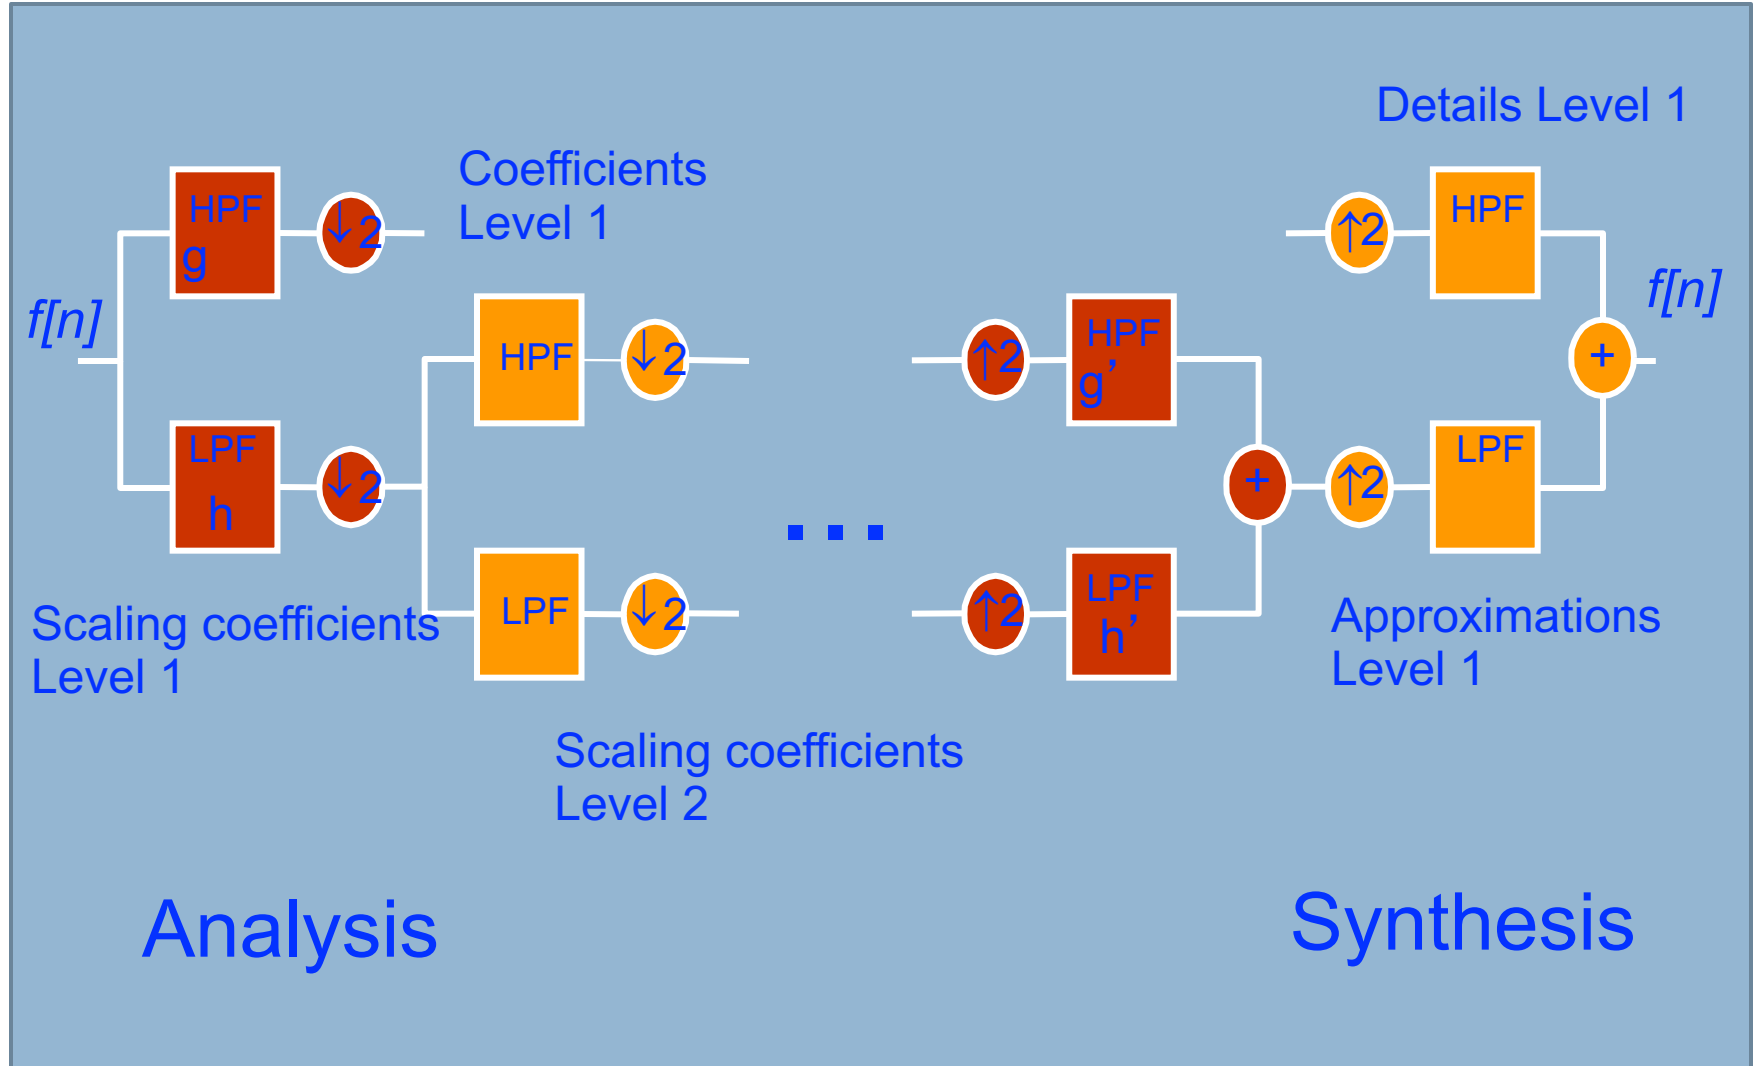 Details Level 1
Coefficients
Level 1
HPF
g
↓2
↑2
HPF
f[n]
f[n]
HPF
↓2
↑2
HPF
g’
+
LPF
h
↓2
+
↑2
LPF
LPF
↓2
...
↑2
LPF
h’
Scaling coefficients
Level 1
Approximations
Level 1
Scaling coefficients
Level 2
Analysis
Synthesis